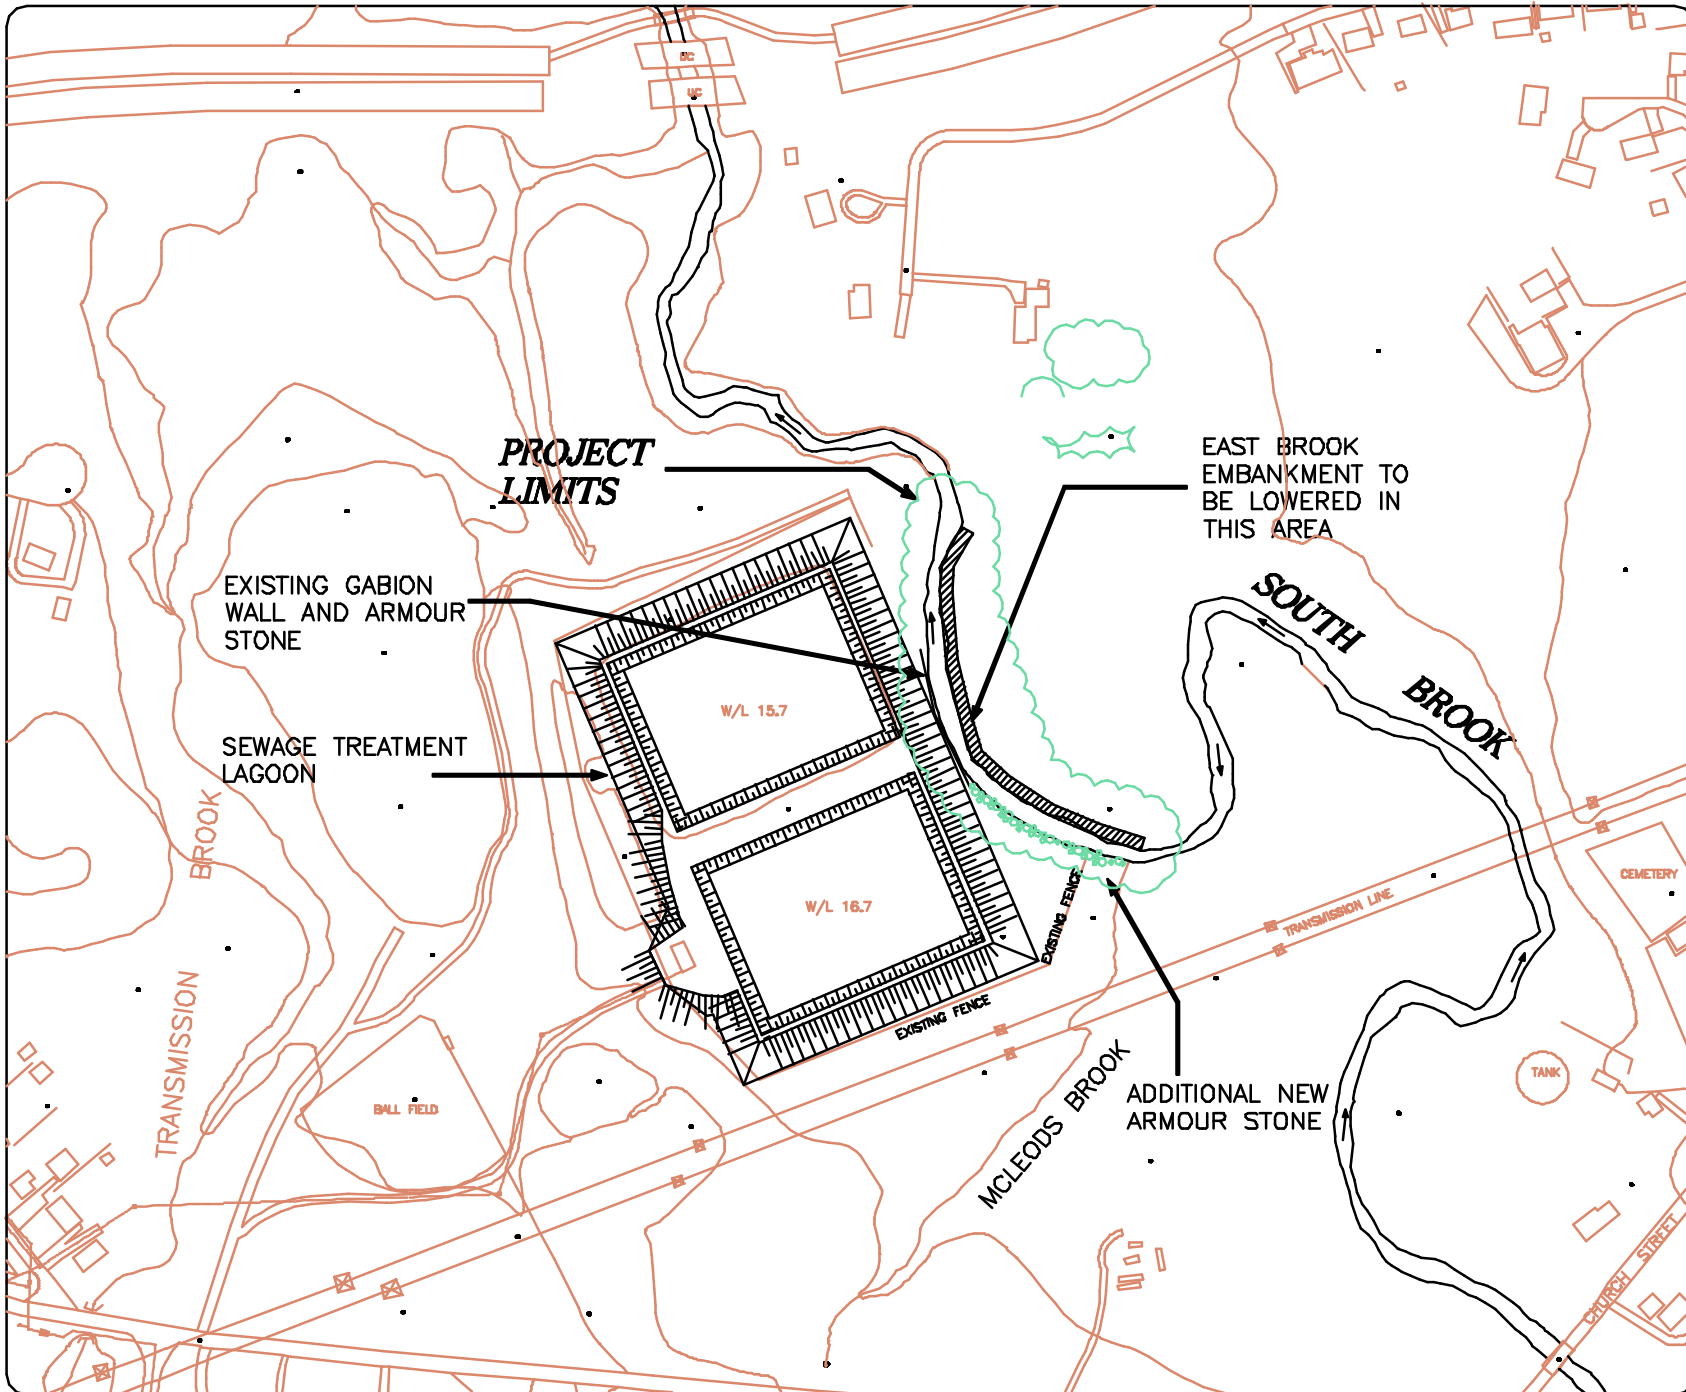 UC
UC
PROJECT
LIMITS
EAST BROOK
EMBANKMENT TO
BE LOWERED IN
THIS AREA
EXISTING GABION
WALL AND ARMOUR
STONE
SOUTH BROOK
W/L 15.7
SEWAGE TREATMENT
LAGOON
TRANSMISSION BROOK
W/L 16.7
EXISTING FENCE
EXISTING FENCE
TRANSMISSION LINE
CEMETERY
TANK
BALL FIELD
MCLEODS BROOK
ADDITIONAL NEW
ARMOUR STONE
CHURCH STREET